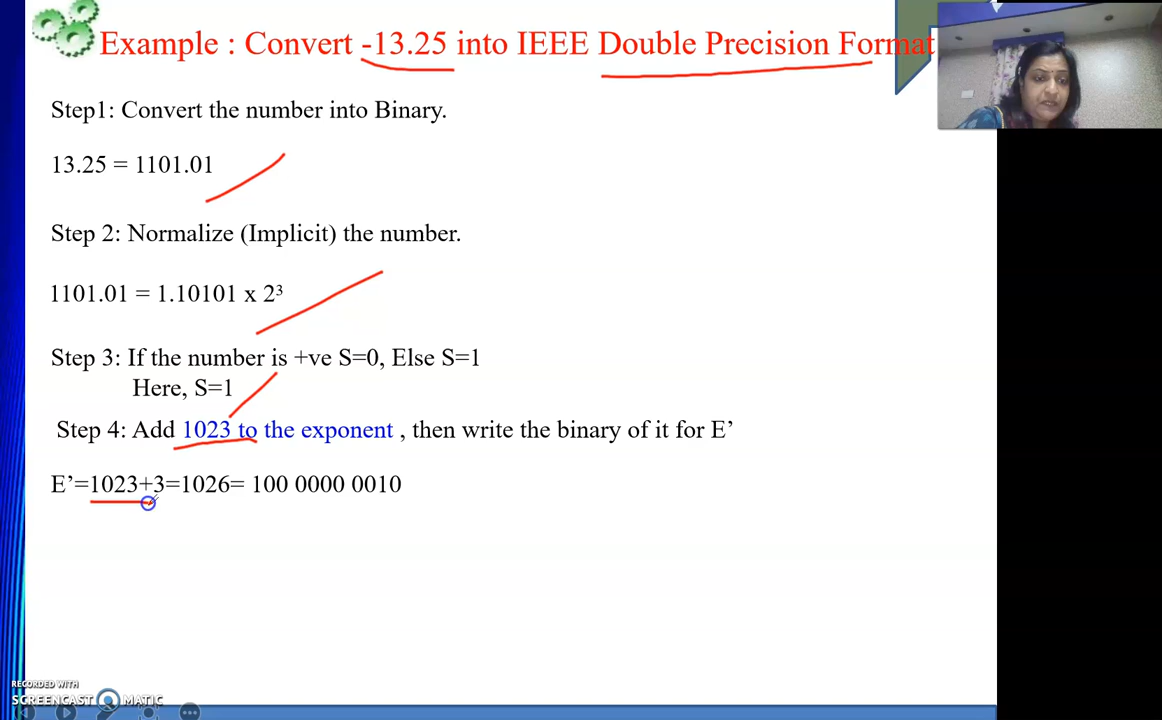 Example : Convert -13.25 into IEEE Double Precision Format
Step1: Convert the number into Binary.
13.25 = 1101.01
Step 2: Normalize (Implicit) the number.
1101.01 = 1.10101 x 2³
Step 3: If the number is +ve S=0, Else S=1
Here, S=1
Step 4: Add 1023 to the exponent , then write the binary of it for E’
E’=1023+3=1026= 100 0000 0010
RECORDED WITH
SCREENCAST MATIC